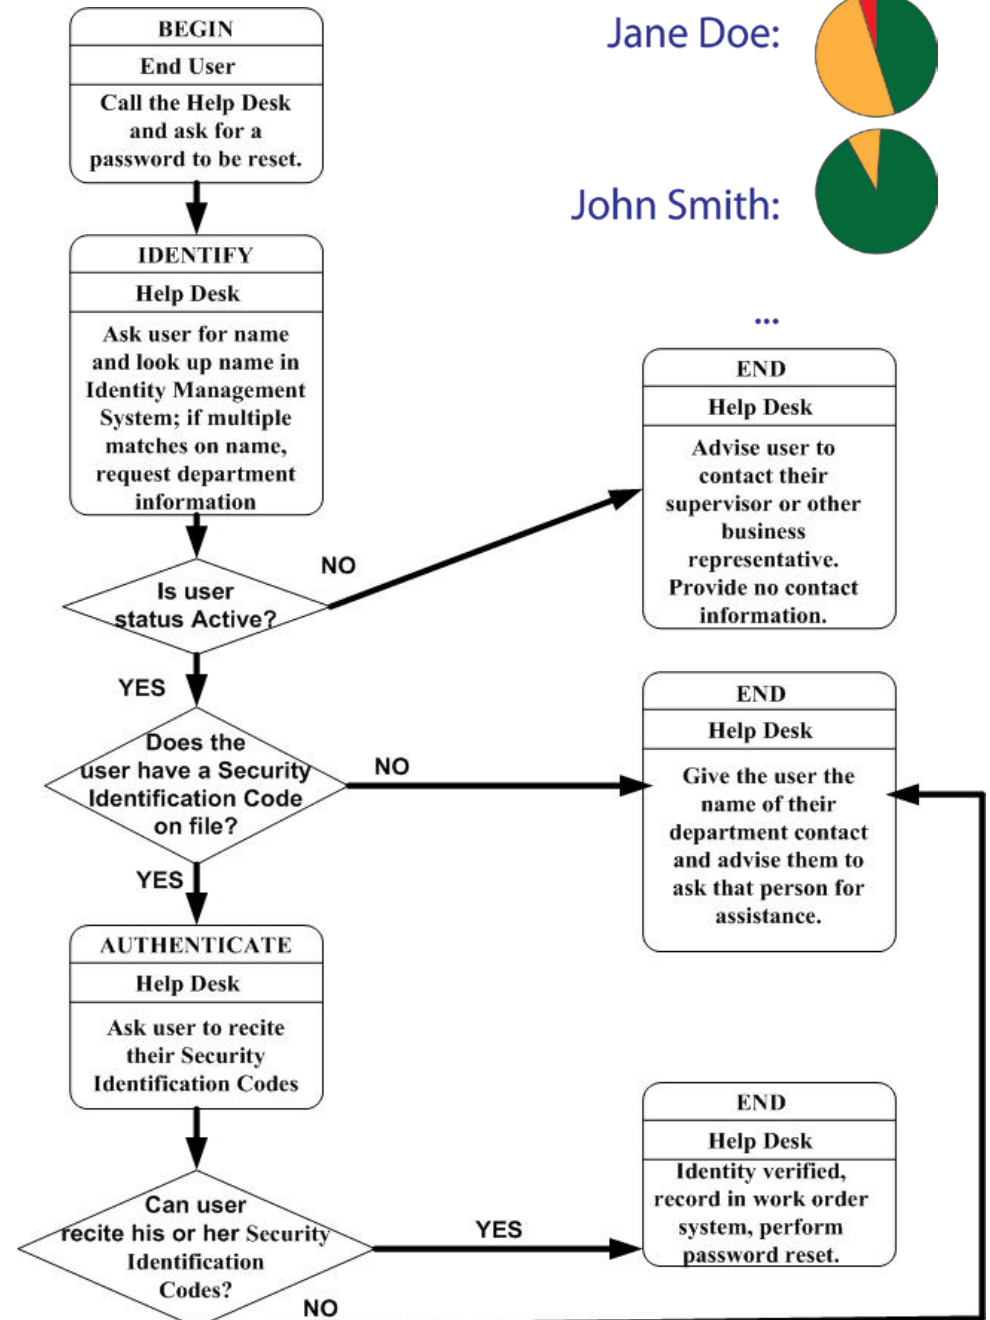 BEGIN
End User
Call the Help Desk
and ask for a
password to be reset.
Jane Doe:
John Smith:
...
IDENTIFY
Help Desk
Ask user for name
and look up name in
Identity Management
System; if multiple
matches on name,
request department
information
Is user
status Active?
NO
END
Help Desk
Advise user to
contact their
supervisor or other
business
representative.
Provide no contact
information.
YES
Does the
user have a Security
Identification Code
on file?
NO
END
Help Desk
Give the user the
name of their
department contact
and advise them to
ask that person for
assistance.
YES
AUTHENTICATE
Help Desk
Ask user to recite
their Security
Identification Codes
Can user
recite his or her Security
Identification
Codes?
YES
END
Help Desk
Identity verified,
record in work order
system, perform
password reset.
NO